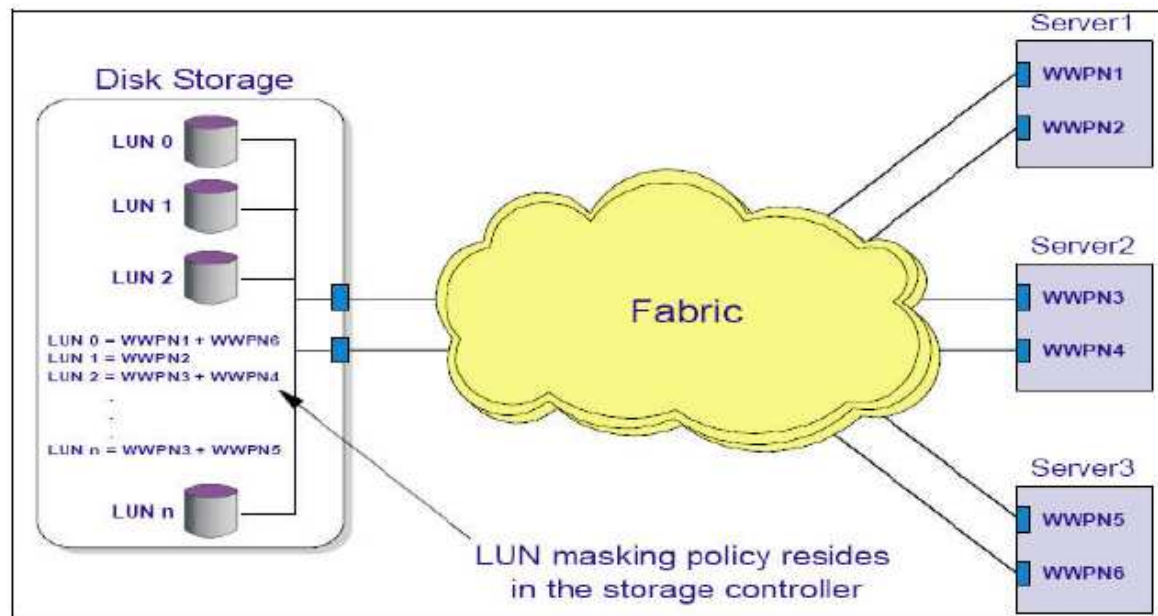 Disk Storage
LUN 0
LUN 1
LUN 2
LUN 0 = WWPN1 + WWPN6
LUN 1 = WWPN2
LUN 2 = WWPN3 + WWPN4
.
.
.
LUN n = WWPN3 + WWPN5
LUN n
Fabric
LUN masking policy resides
in the storage controller
Server1
WWPN1
WWPN2
Server2
WWPN3
WWPN4
Server3
WWPN5
WWPN6